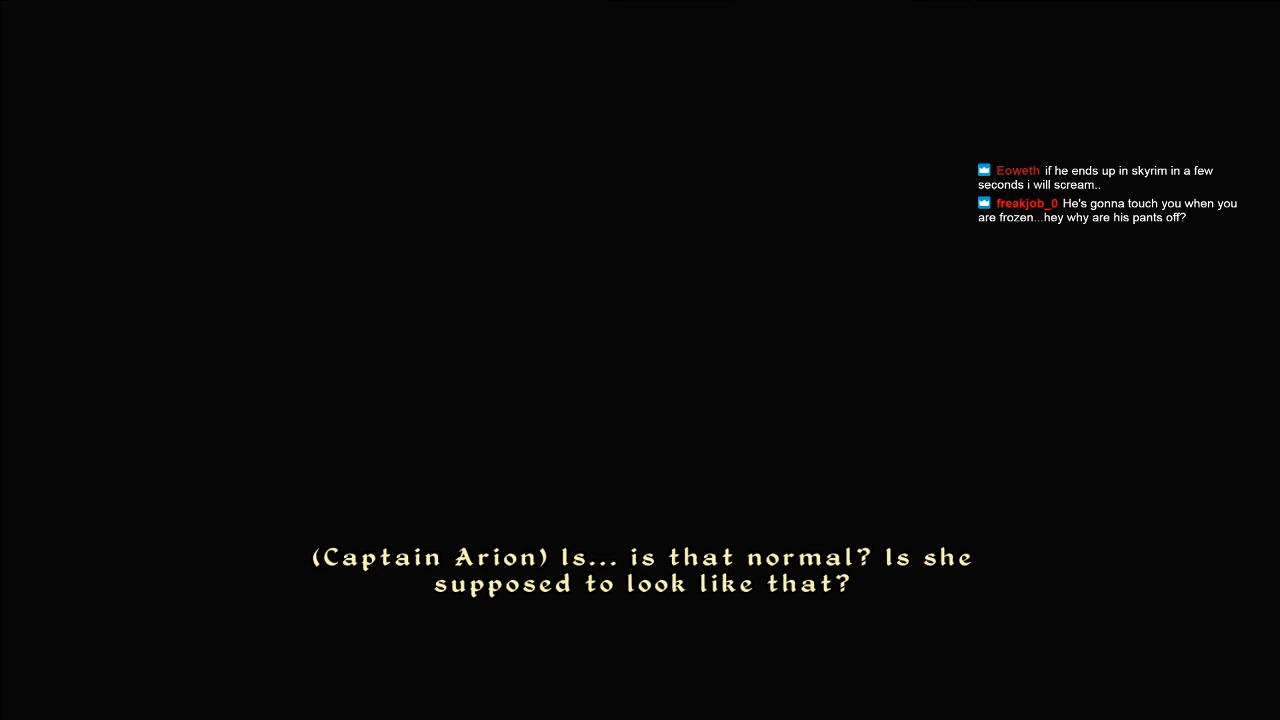 Eoweth if he ends up in skyrim in a few
seconds i will scream..
freakjob_0 He's gonna touch you when you
are frozen...hey why are his pants off?
(Captain Arion) Is... is that normal? Is she
supposed to look like that?